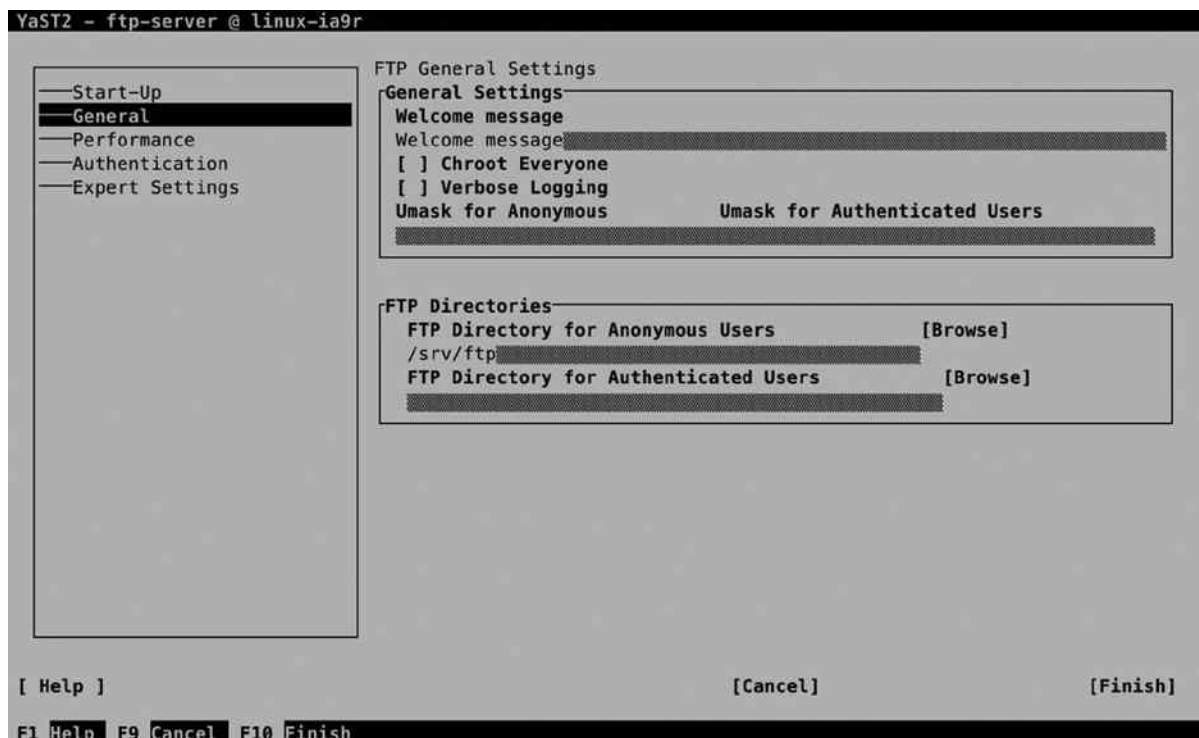 YaST2 - ftp-server @ linux-ia9r
Start-Up
General
Performance
Authentication
Expert Settings
FTP General Settings
General Settings
Welcome message
Welcome message
[ ] Chroot Everyone
[ ] Verbose Logging
Umask for Anonymous Umask for Authenticated Users
FTP Directories
FTP Directory for Anonymous Users [Browse]
/srv/ftp
FTP Directory for Authenticated Users [Browse]
[ Help ] [Cancel] [Finish]
F1 Help F9 Cancel F10 Finish